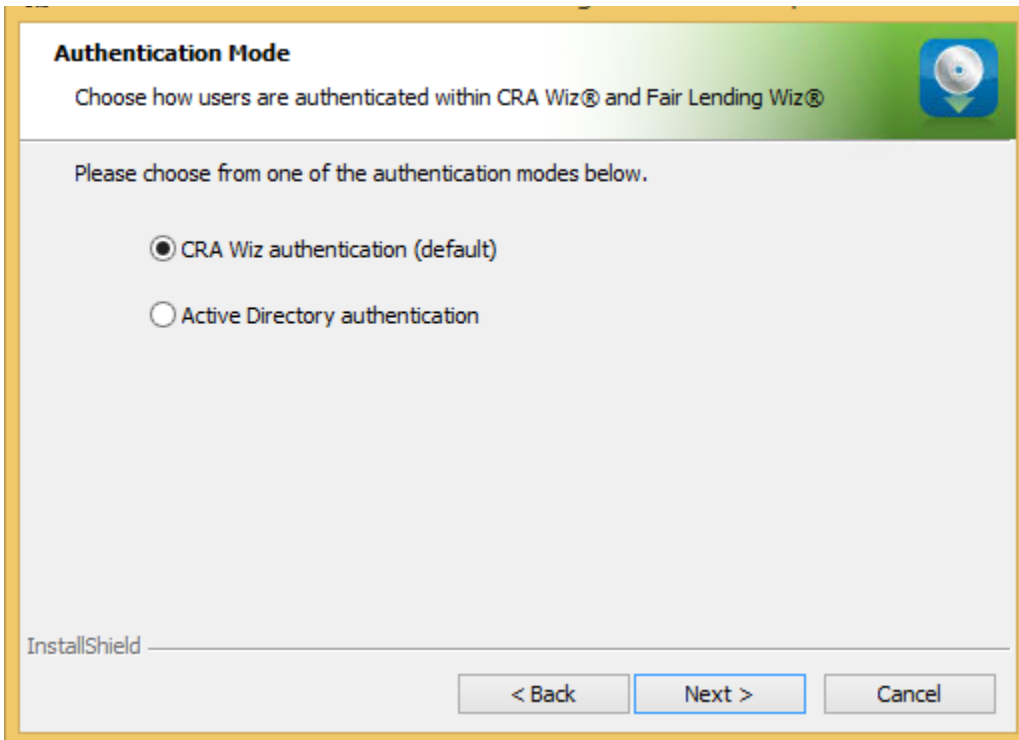 Authentication Mode
Choose how users are authenticated within CRA Wiz® and Fair Lending Wiz®
Please choose from one of the authentication modes below.
CRA Wiz authentication (default)
Active Directory authentication
InstallShield
< Back
Next >
Cancel